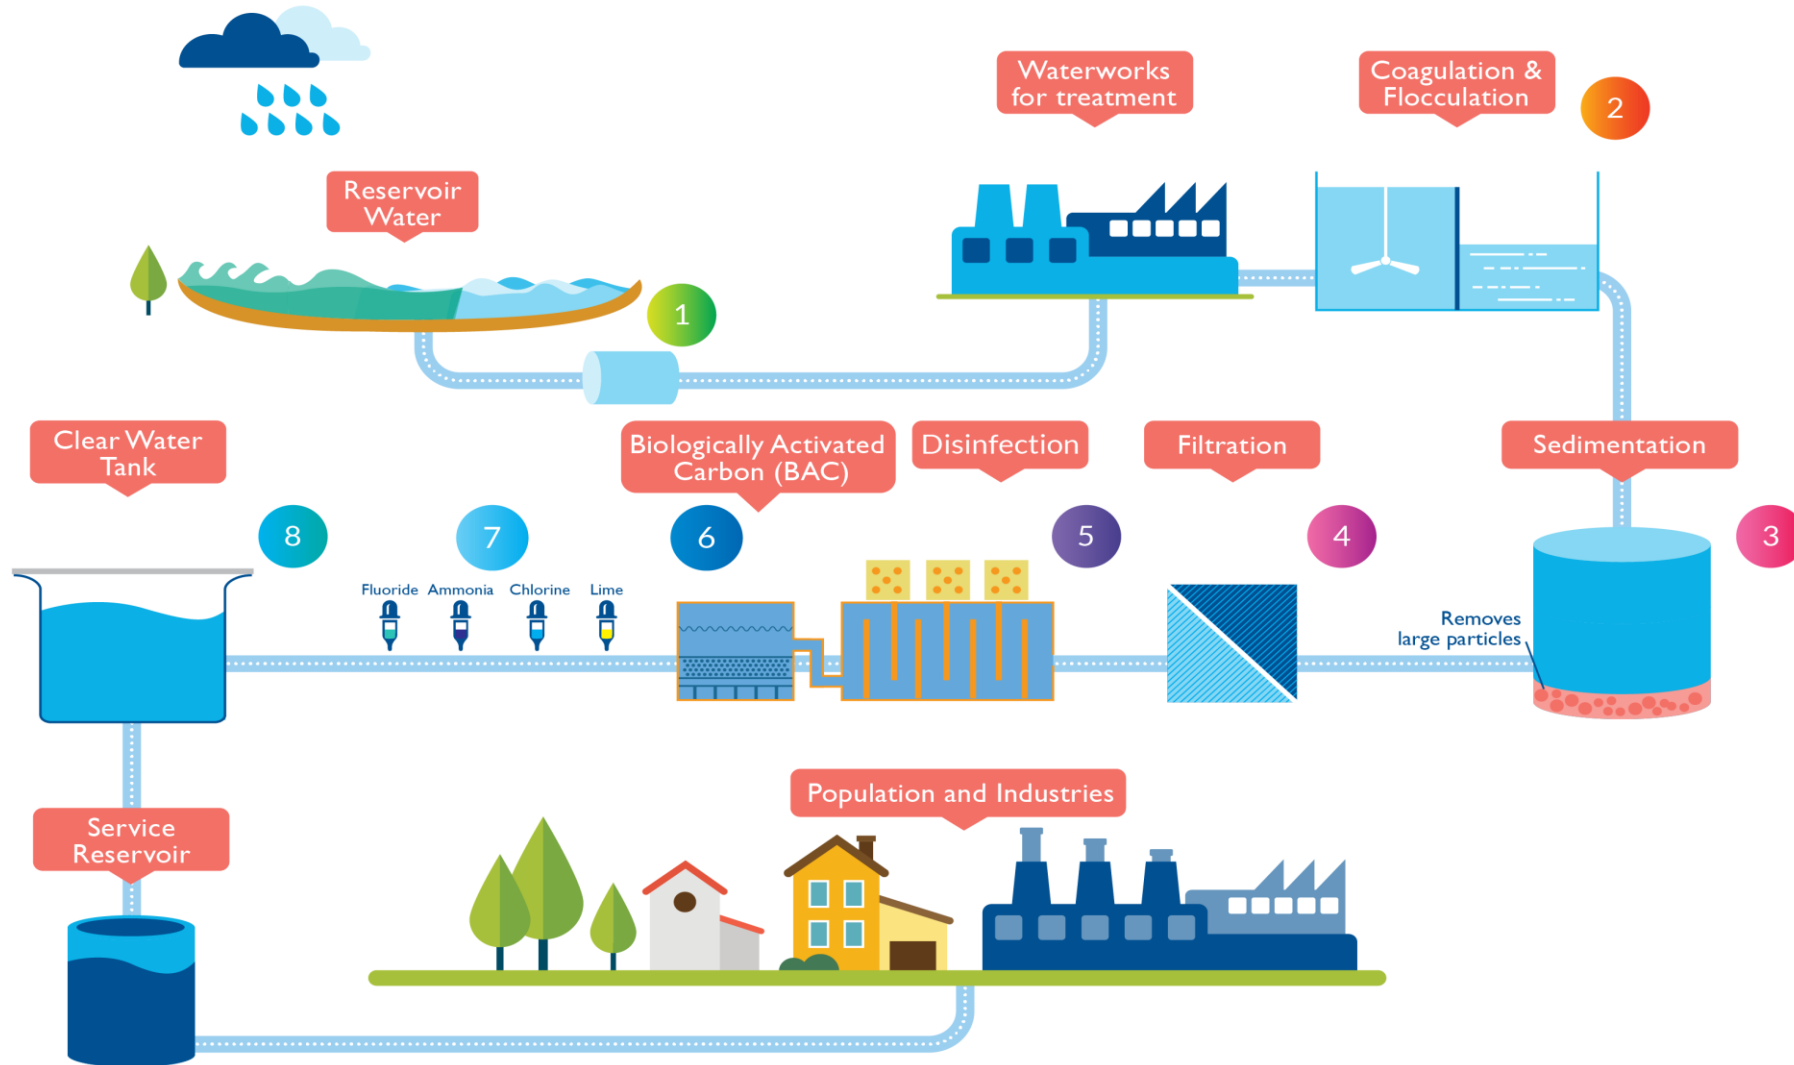 Waterworks
for treatment
Coagulation &
Flocculation
2
Reservoir
Water
1
Clear Water
Tank
Biologically Activated
Carbon (BAC)
Disinfection
Filtration
Sedimentation
8
7
6
5
4
3
Fluoride
Ammonia
Chlorine
Lime
Removes
large particles
Population and Industries
Service
Reservoir